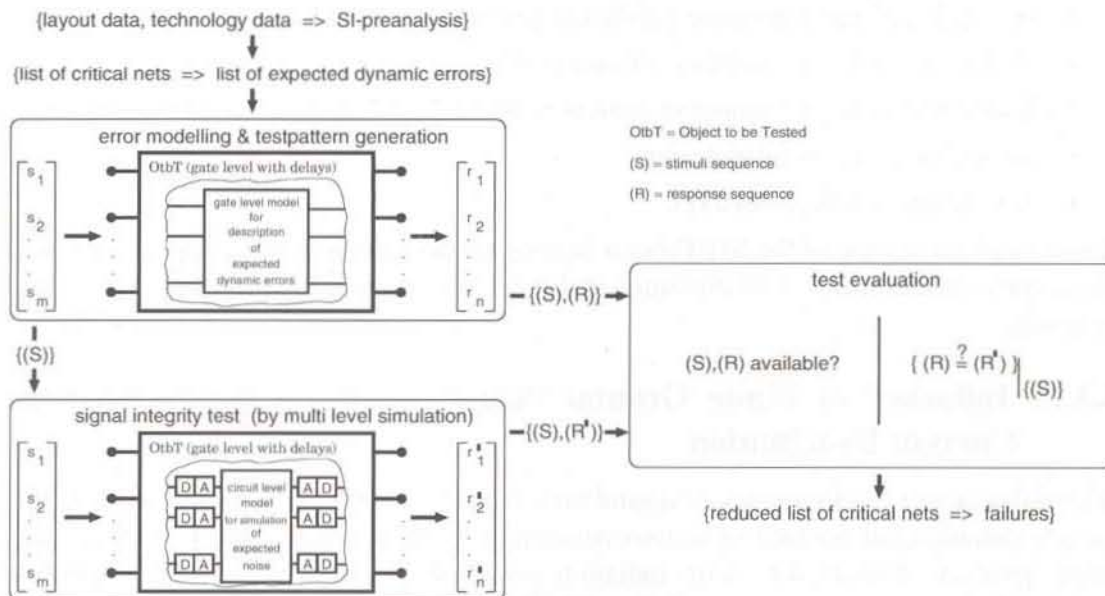 {layout data, technology data => SI-preanalysis}
{list of critical nets => list of expected dynamic errors}
error modelling & testpattern generation
OtbT (gate level with delays)
s1
s2
.
.
sm
gate level model
for
description
of
expected
dynamic errors
r1
r2
.
.
rn
OtbT = Object to be Tested
(S) = stimuli sequence
(R) = response sequence
{(S),(R)}
{(S)}
test evaluation
(S),(R) available?
{ (R) ≟ (R') }|{(S)}
signal integrity test (by multi level simulation)
OtbT (gate level with delays)
s1
s2
.
.
sm
D A
D A
D A
circuit level
model
for simulation
of
expected
noise
A D
A D
A D
r'1
r'2
.
.
r'n
{(S),(R')}
{reduced list of critical nets => failures}